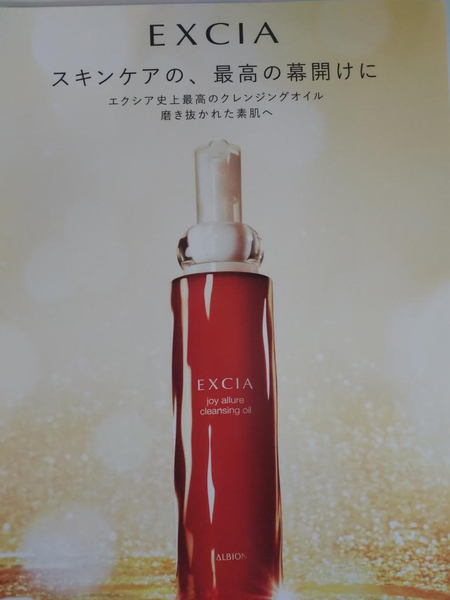 EXCIA
スキンケアの、最高の幕開けに
エクシア史上最高のクレンジングオイル
磨き抜かれた素肌へ
EXCIA
joy allure
cleansing oil
ALBION